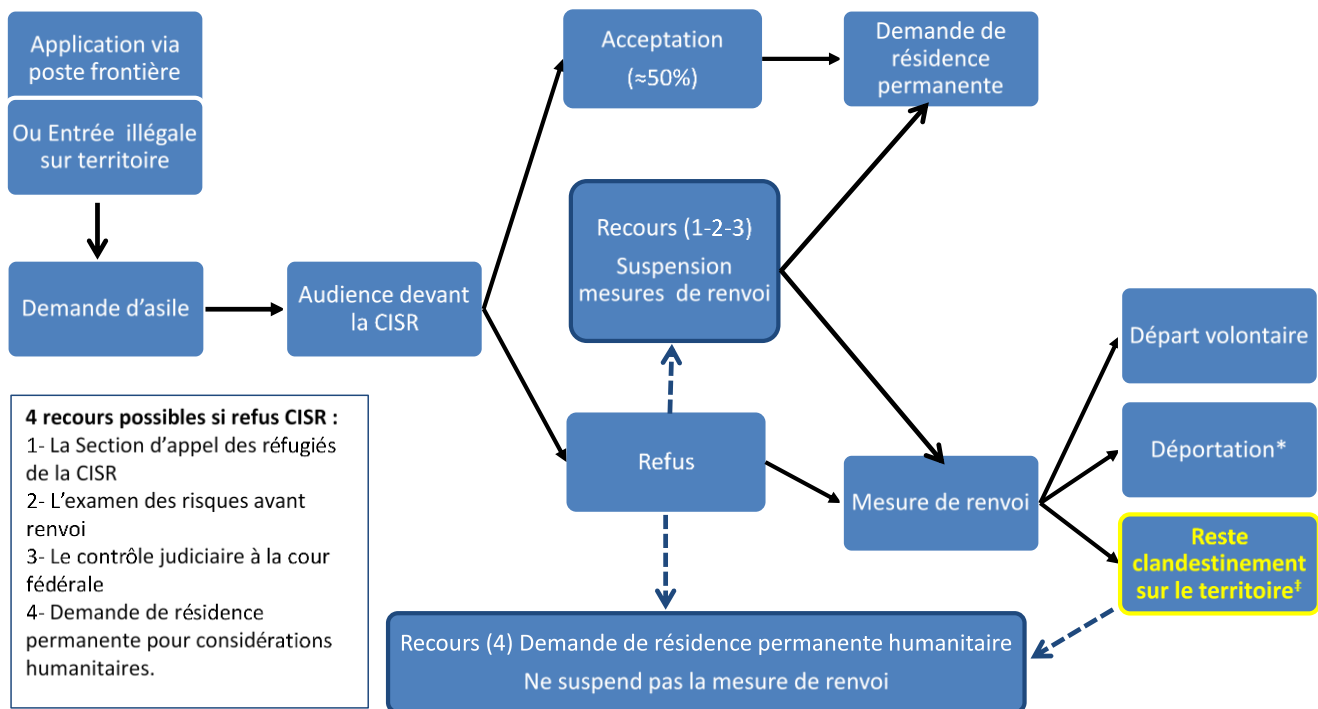 Application via
poste frontière
Ou Entrée illégale
sur territoire
Demande d'asile
Audience devant
la CISR
Acceptation
(≈50%)
Demande de
résidence
permanente
Recours (1-2-3)
Suspension
mesures de renvoi
Refus
Mesure de renvoi
Départ volontaire
Déportation*
Reste
clandestinement
sur le territoire‡
Recours (4) Demande de résidence permanente humanitaire
Ne suspend pas la mesure de renvoi
4 recours possibles si refus CISR :
1- La Section d'appel des réfugiés
de la CISR
2- L'examen des risques avant
renvoi
3- Le contrôle judiciaire à la cour
fédérale
4- Demande de résidence
permanente pour considérations
humanitaires.